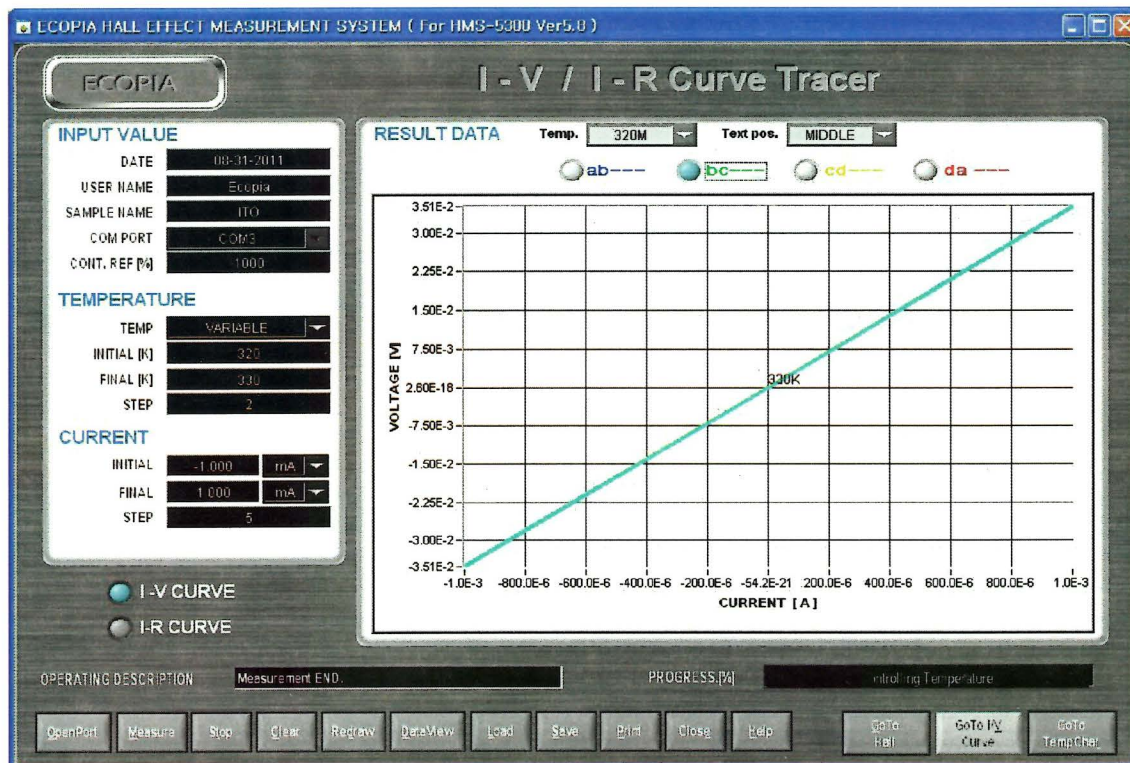 ECOPIA HALL EFFECT MEASUREMENT SYSTEM ( For HMS-5300 Ver5.8 )
ECOPIA
I - V / I - R Curve Tracer
INPUT VALUE
DATE 08-31-2011
USER NAME Ecopia
SAMPLE NAME ITO
COM PORT COM3
CONT. REF [%] 1000
TEMPERATURE
TEMP VARIABLE
INITIAL [K] 320
FINAL [K] 330
STEP 2
CURRENT
INITIAL -1.000 mA
FINAL 1.000 mA
STEP 5
I -V CURVE
I-R CURVE
RESULT DATA Temp. 320M Text pos. MIDDLE
ab--- bc--- cd--- da ---
3.51E-2
3.00E-2
2.25E-2
1.50E-2
7.50E-3
2.60E-18
-7.50E-3
-1.50E-2
-2.25E-2
-3.00E-2
-3.51E-2
VOLTAGE [V]
320K
-1.0E-3 -800.0E-6 -600.0E-6 -400.0E-6 -200.0E-6 -54.2E-21 200.0E-6 400.0E-6 600.0E-6 800.0E-6 1.0E-3
CURRENT [ A ]
OPERATING DESCRIPTION Measurement END. PROGRESS.[%] ntrolling Temperature
OpenPort Measure Stop Clear Redraw DataView Load Save Print Close Help
GoTo Hall
GoTo I/V Curve
GoTo TempChar